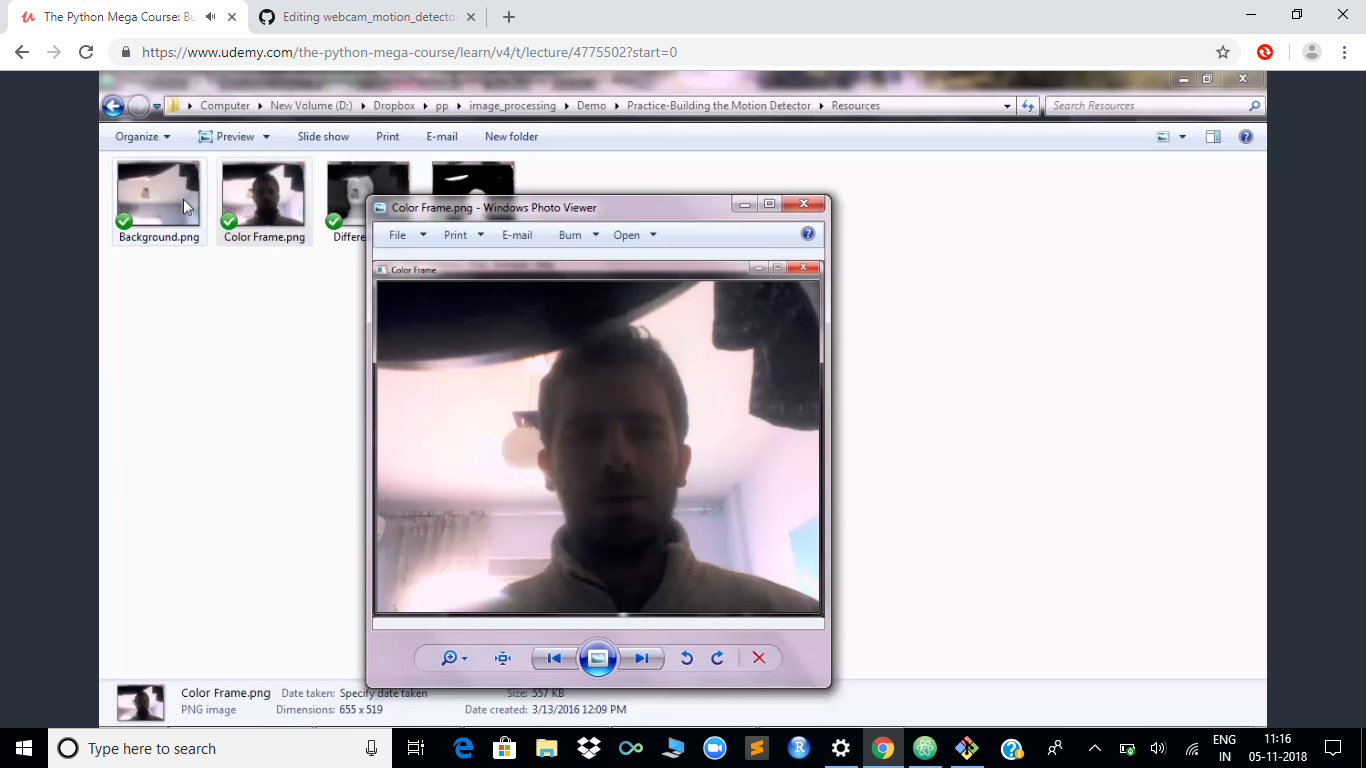 The Python Mega Course: Bu
Editing webcam_motion_detecto
https://www.udemy.com/the-python-mega-course/learn/v4/t/lecture/4775502?start=0
Computer New Volume (D:) Dropbox pp image_processing Demo Practice-Building the Motion Detector Resources
Search Resources
Organize Preview Slide show Print E-mail New folder
Background.png
Color Frame.png
Differe
Color Frame.png - Windows Photo Viewer
File Print E-mail Burn Open
Color Frame
Color Frame.png Date taken: Specify date taken Size: 557 KB
PNG image Dimensions: 655 x 519 Date created: 3/13/2016 12:09 PM
Type here to search
ENG
IN
11:16
05-11-2018